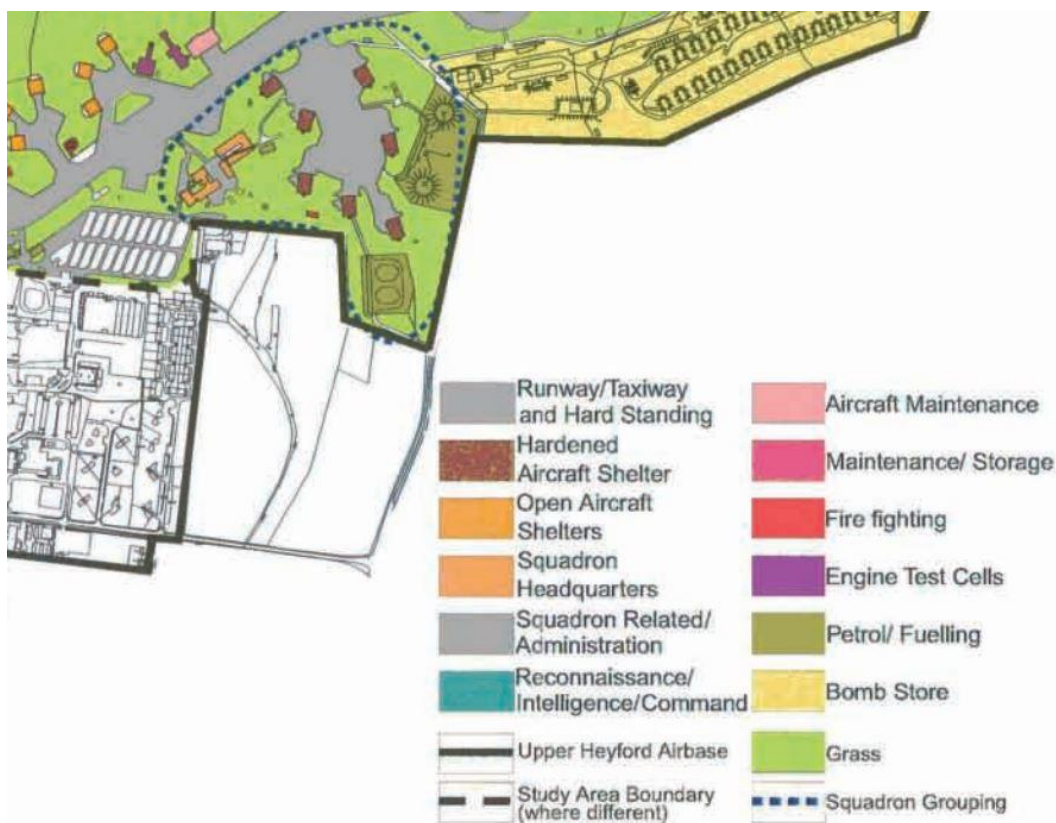 Runway/Taxiway
and Hard Standing
Hardened
Aircraft Shelter
Open Aircraft
Shelters
Squadron
Headquarters
Squadron Related/
Administration
Reconnaissance/
Intelligence/Command
Upper Heyford Airbase
Study Area Boundary
(where different)
Aircraft Maintenance
Maintenance/ Storage
Fire fighting
Engine Test Cells
Petrol/ Fuelling
Bomb Store
Grass
Squadron Grouping